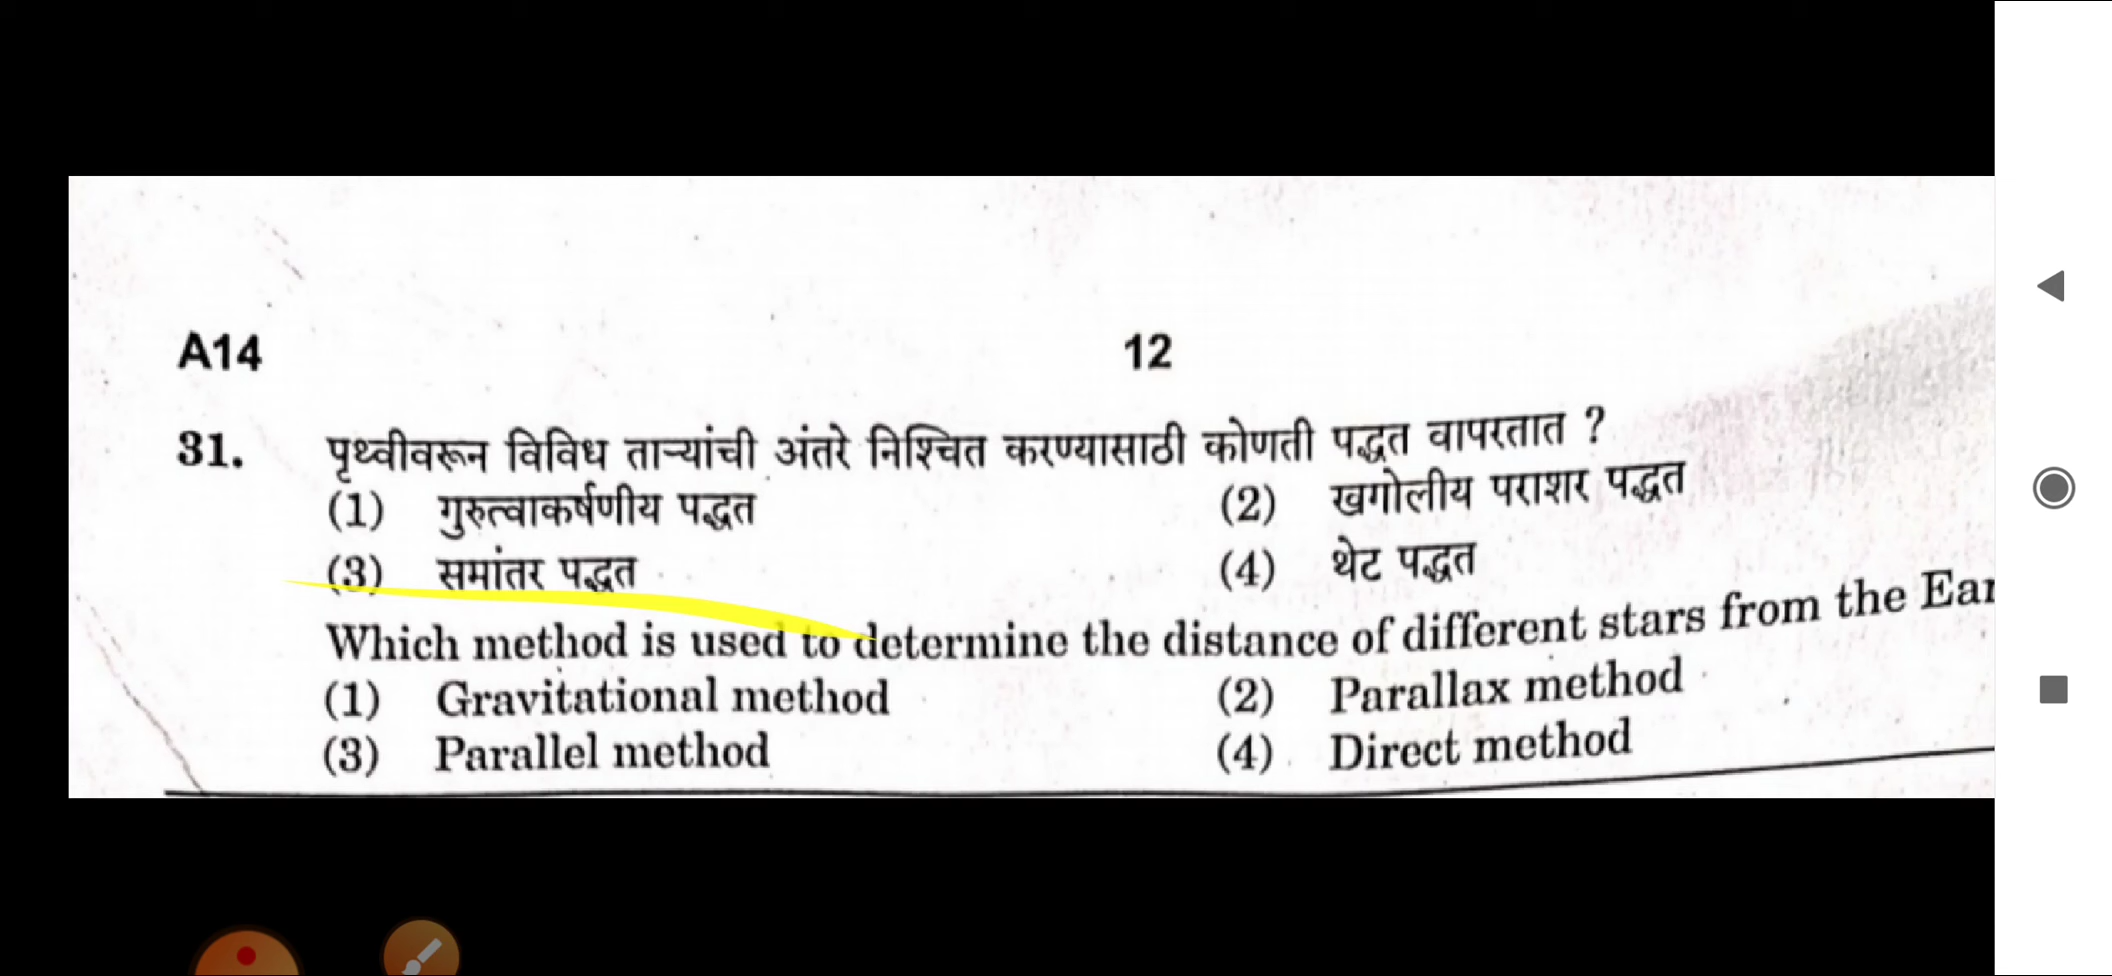 A14 12
31. पृथ्वीवरून विविध ताऱ्यांची अंतरे निश्चित करण्यासाठी कोणती पद्धत वापरतात ?
(1) गुरुत्वाकर्षणीय पद्धत (2) खगोलीय पराशर पद्धत
(3) समांतर पद्धत (4) थेट पद्धत
Which method is used to determine the distance of different stars from the Ear
(1) Gravitational method (2) Parallax method
(3) Parallel method (4) Direct method